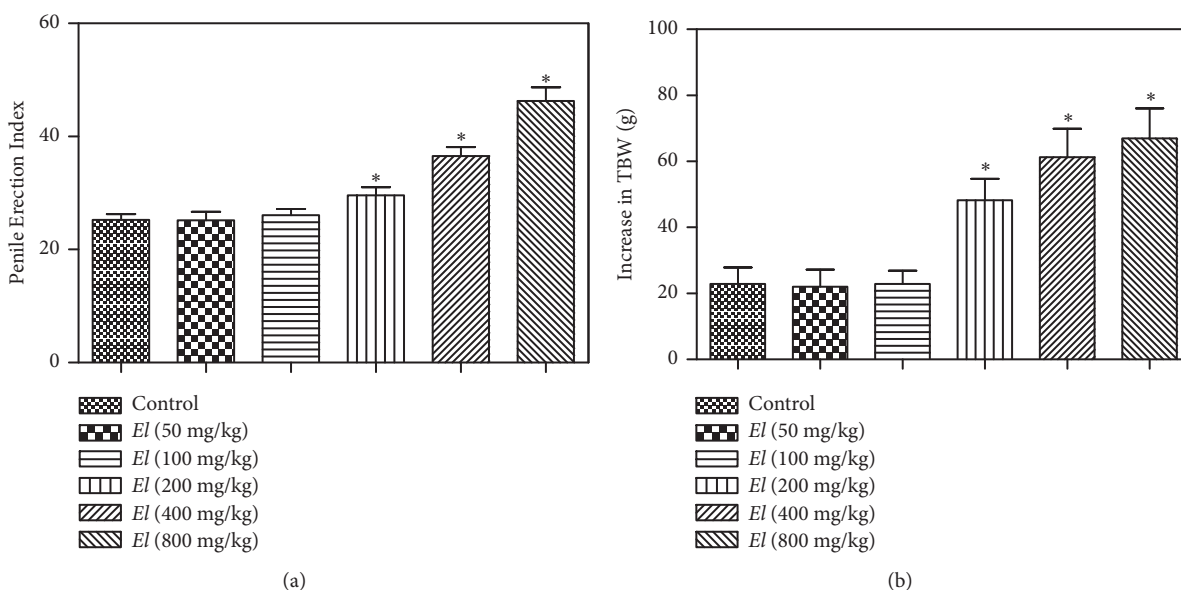 60
40
20
0
Penile Erection Index
*
*
*
Control
El (50 mg/kg)
El (100 mg/kg)
El (200 mg/kg)
El (400 mg/kg)
El (800 mg/kg)
(a)
100
80
60
40
20
0
Increase in TBW (g)
*
*
*
Control
El (50 mg/kg)
El (100 mg/kg)
El (200 mg/kg)
El (400 mg/kg)
El (800 mg/kg)
(b)